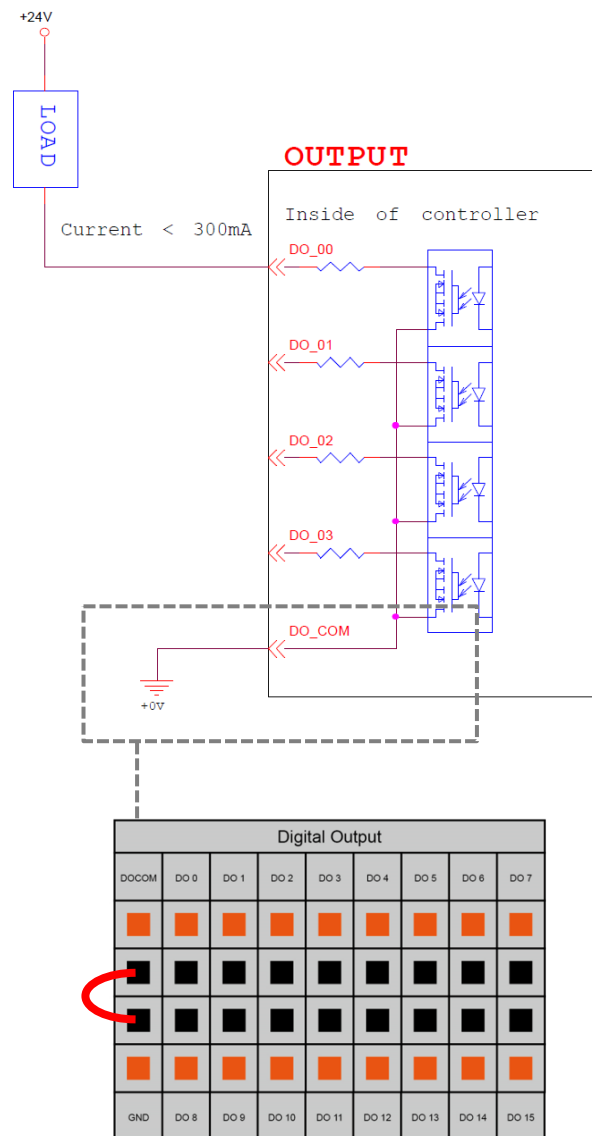 +24V
LOAD
OUTPUT
Inside of controller
Current < 300mA
DO_00
DO_01
DO_02
DO_03
DO_COM
+0V
Digital Output
DOCOM DO 0 DO 1 DO 2 DO 3 DO 4 DO 5 DO 6 DO 7
GND DO 8 DO 9 DO 10 DO 11 DO 12 DO 13 DO 14 DO 15